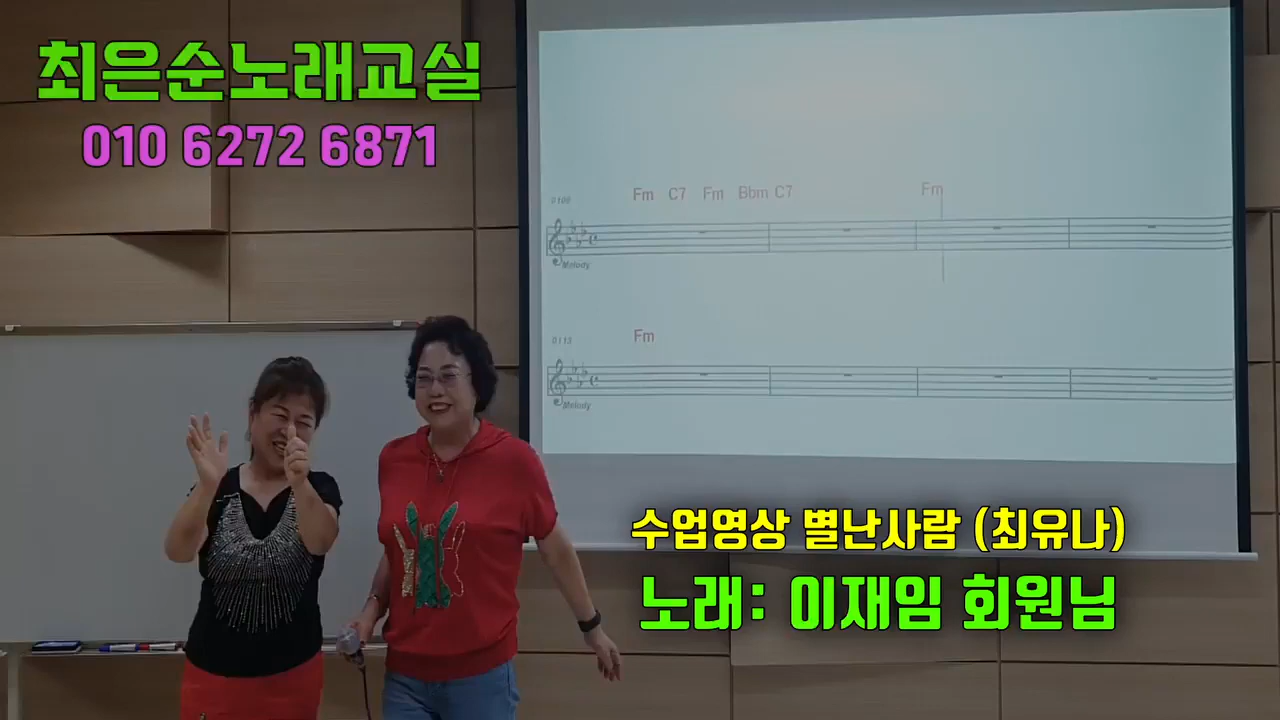 최은순노래교실
010 6272 6871
Fm C7 Fm Bbm C7 Fm
Melody
Fm
Melody
수업영상 별난사람 (최유나)
노래: 이재임 회원님